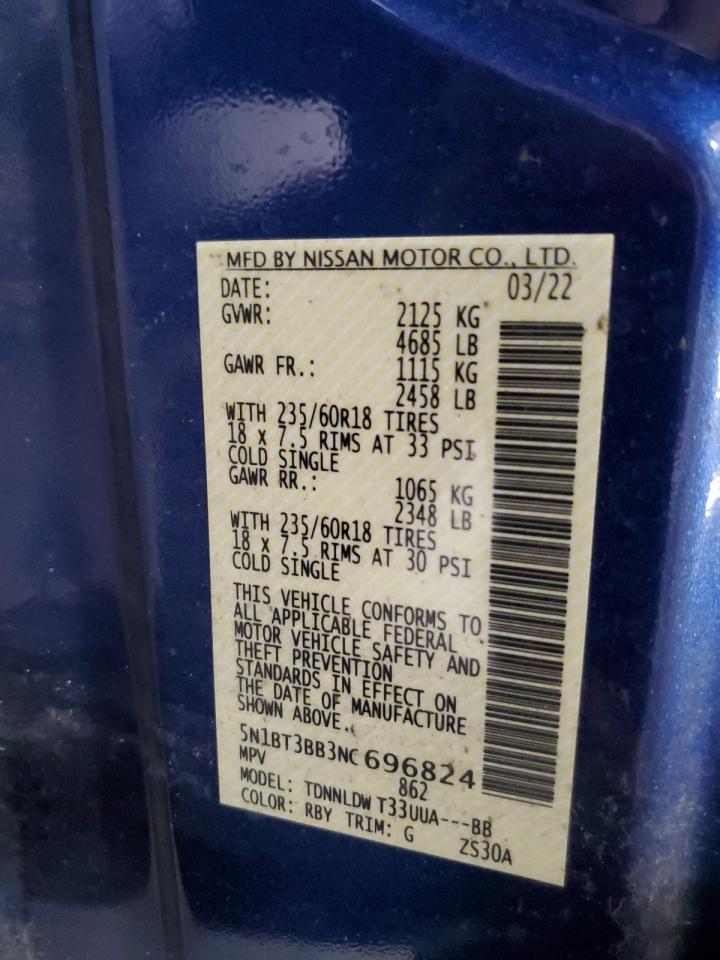 MFD BY NISSAN MOTOR CO., LTD.
DATE: 03/22
GVWR: 2125 KG
4685 LB
GAWR FR.: 1115 KG
2458 LB
WITH 235/60R18 TIRES
18 x 7.5 RIMS AT 33 PSI
COLD SINGLE
GAWR RR.: 1065 KG
2348 LB
WITH 235/60R18 TIRES
18 x 7.5 RIMS AT 30 PSI
COLD SINGLE
THIS VEHICLE CONFORMS TO
ALL APPLICABLE FEDERAL
MOTOR VEHICLE SAFETY AND
THEFT PREVENTION
STANDARDS IN EFFECT ON
THE DATE OF MANUFACTURE
SHOWN ABOVE.
5N1BT3BB3NC696824
MPV 862
MODEL: TDNNLDW T33UUA---BB
COLOR: RBY TRIM: G ZS30A